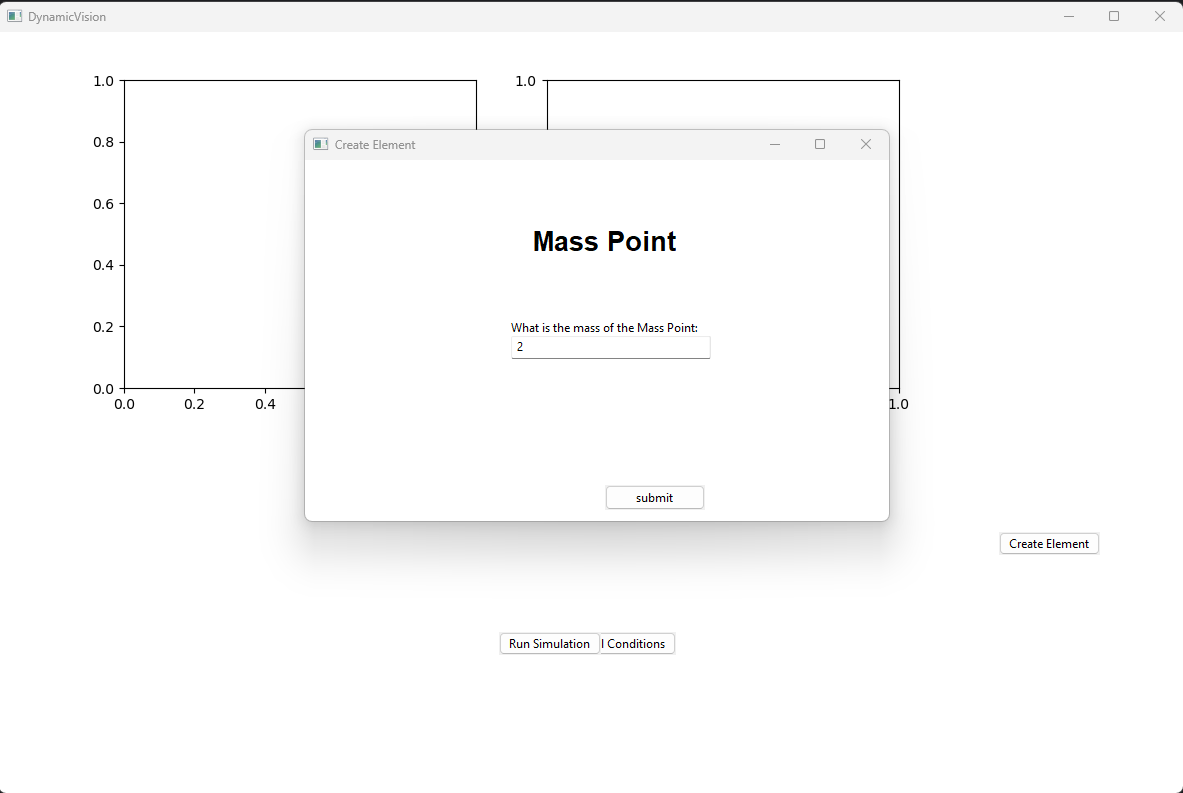 DynamicVision
1.0
0.8
0.6
0.4
0.2
0.0
0.0 0.2 0.4
1.0
1.0
Create Element
Mass Point
What is the mass of the Mass Point:
2
submit
Create Element
Run Simulation
l Conditions